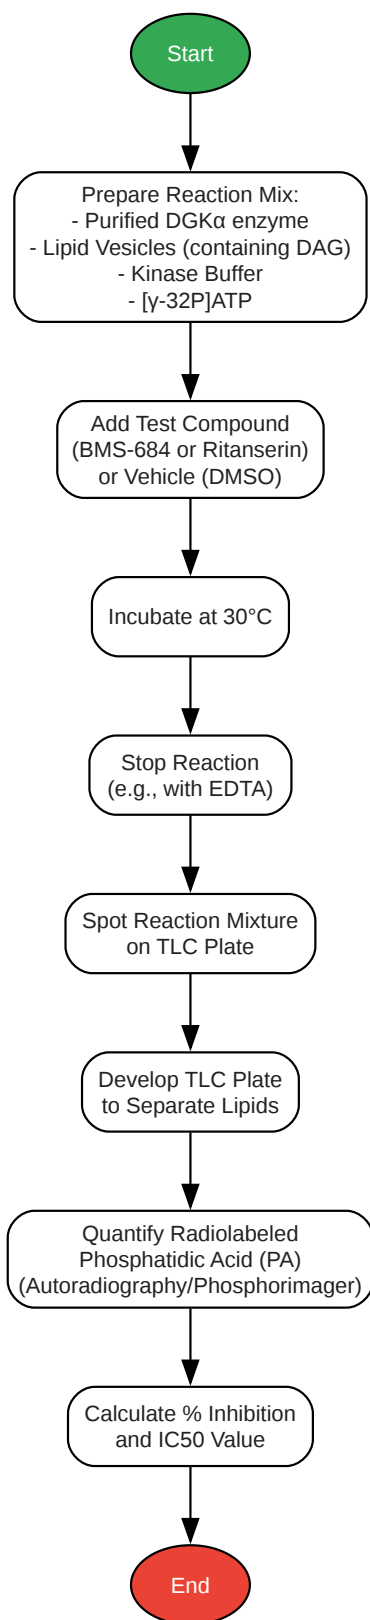 Start
Prepare Reaction Mix:
- Purified DGKα enzyme
- Lipid Vesicles (containing DAG)
- Kinase Buffer
- [γ-32P]ATP
Add Test Compound
(BMS-684 or Ritanserin)
or Vehicle (DMSO)
Incubate at 30°C
Stop Reaction
(e.g., with EDTA)
Spot Reaction Mixture
on TLC Plate
Develop TLC Plate
to Separate Lipids
Quantify Radiolabeled
Phosphatidic Acid (PA)
(Autoradiography/Phosphorimager)
Calculate % Inhibition
and IC50 Value
End